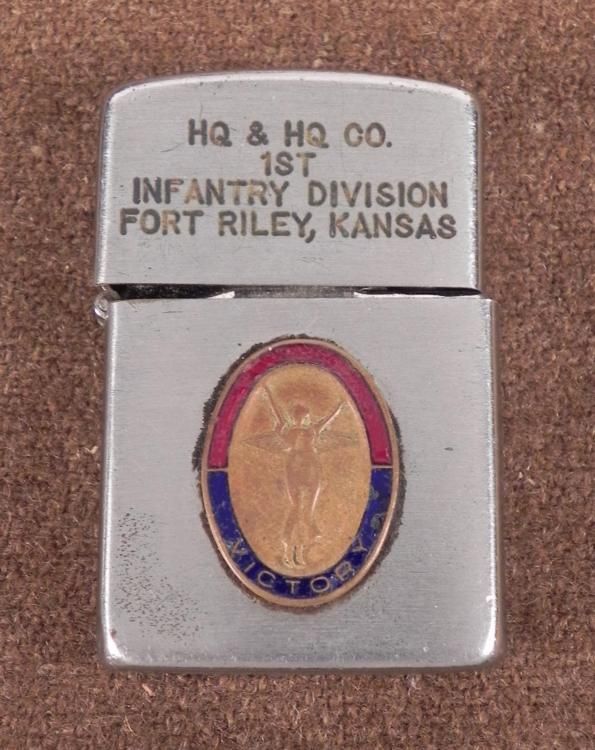 HQ & HQ CO.
1ST
INFANTRY DIVISION
FORT RILEY, KANSAS
VICTORY